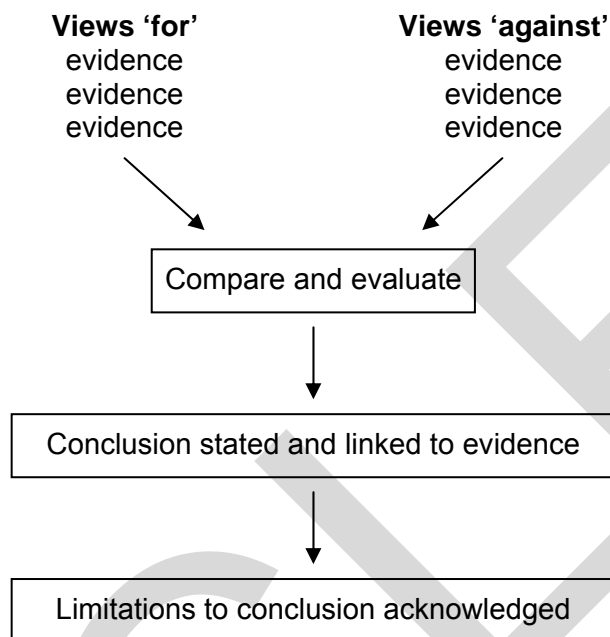 Views ‘for’
evidence
evidence
evidence
Views ‘against’
evidence
evidence
evidence
Compare and evaluate
Conclusion stated and linked to evidence
Limitations to conclusion acknowledged